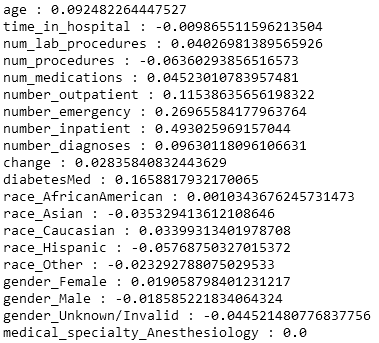 age : 0.092482264447527
time_in_hospital : -0.009865511596213504
num_lab_procedures : 0.04026981389565926
num_procedures : -0.06360293856516573
num_medications : 0.04523010783957481
number_outpatient : 0.11538635656198322
number_emergency : 0.26965584177963764
number_inpatient : 0.493025969157044
number_diagnoses : 0.09630118096106631
change : 0.02835840832443629
diabetesMed : 0.1658817932170065
race_AfricanAmerican : 0.0010343676245731473
race_Asian : -0.035329413612108646
race_Caucasian : 0.03399313401978708
race_Hispanic : -0.05768750327015372
race_Other : -0.023292788075029533
gender_Female : 0.019058798401231217
gender_Male : -0.018585221834064324
gender_Unknown/Invalid : -0.044521480776837756
medical_specialty_Anesthesiology : 0.0